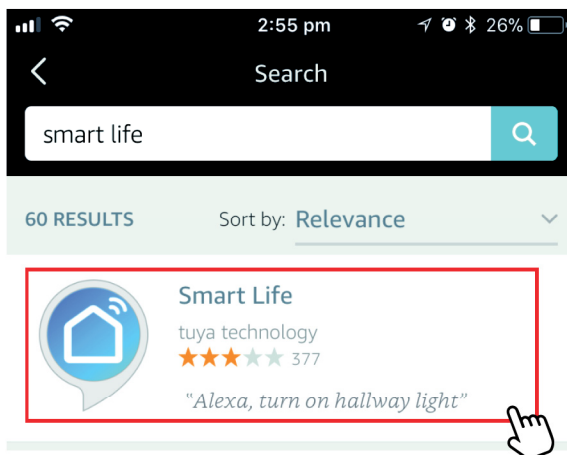 2:55 pm 26%
Search
smart life
60 RESULTS Sort by: Relevance
Smart Life
tuya technology
377
"Alexa, turn on hallway light"